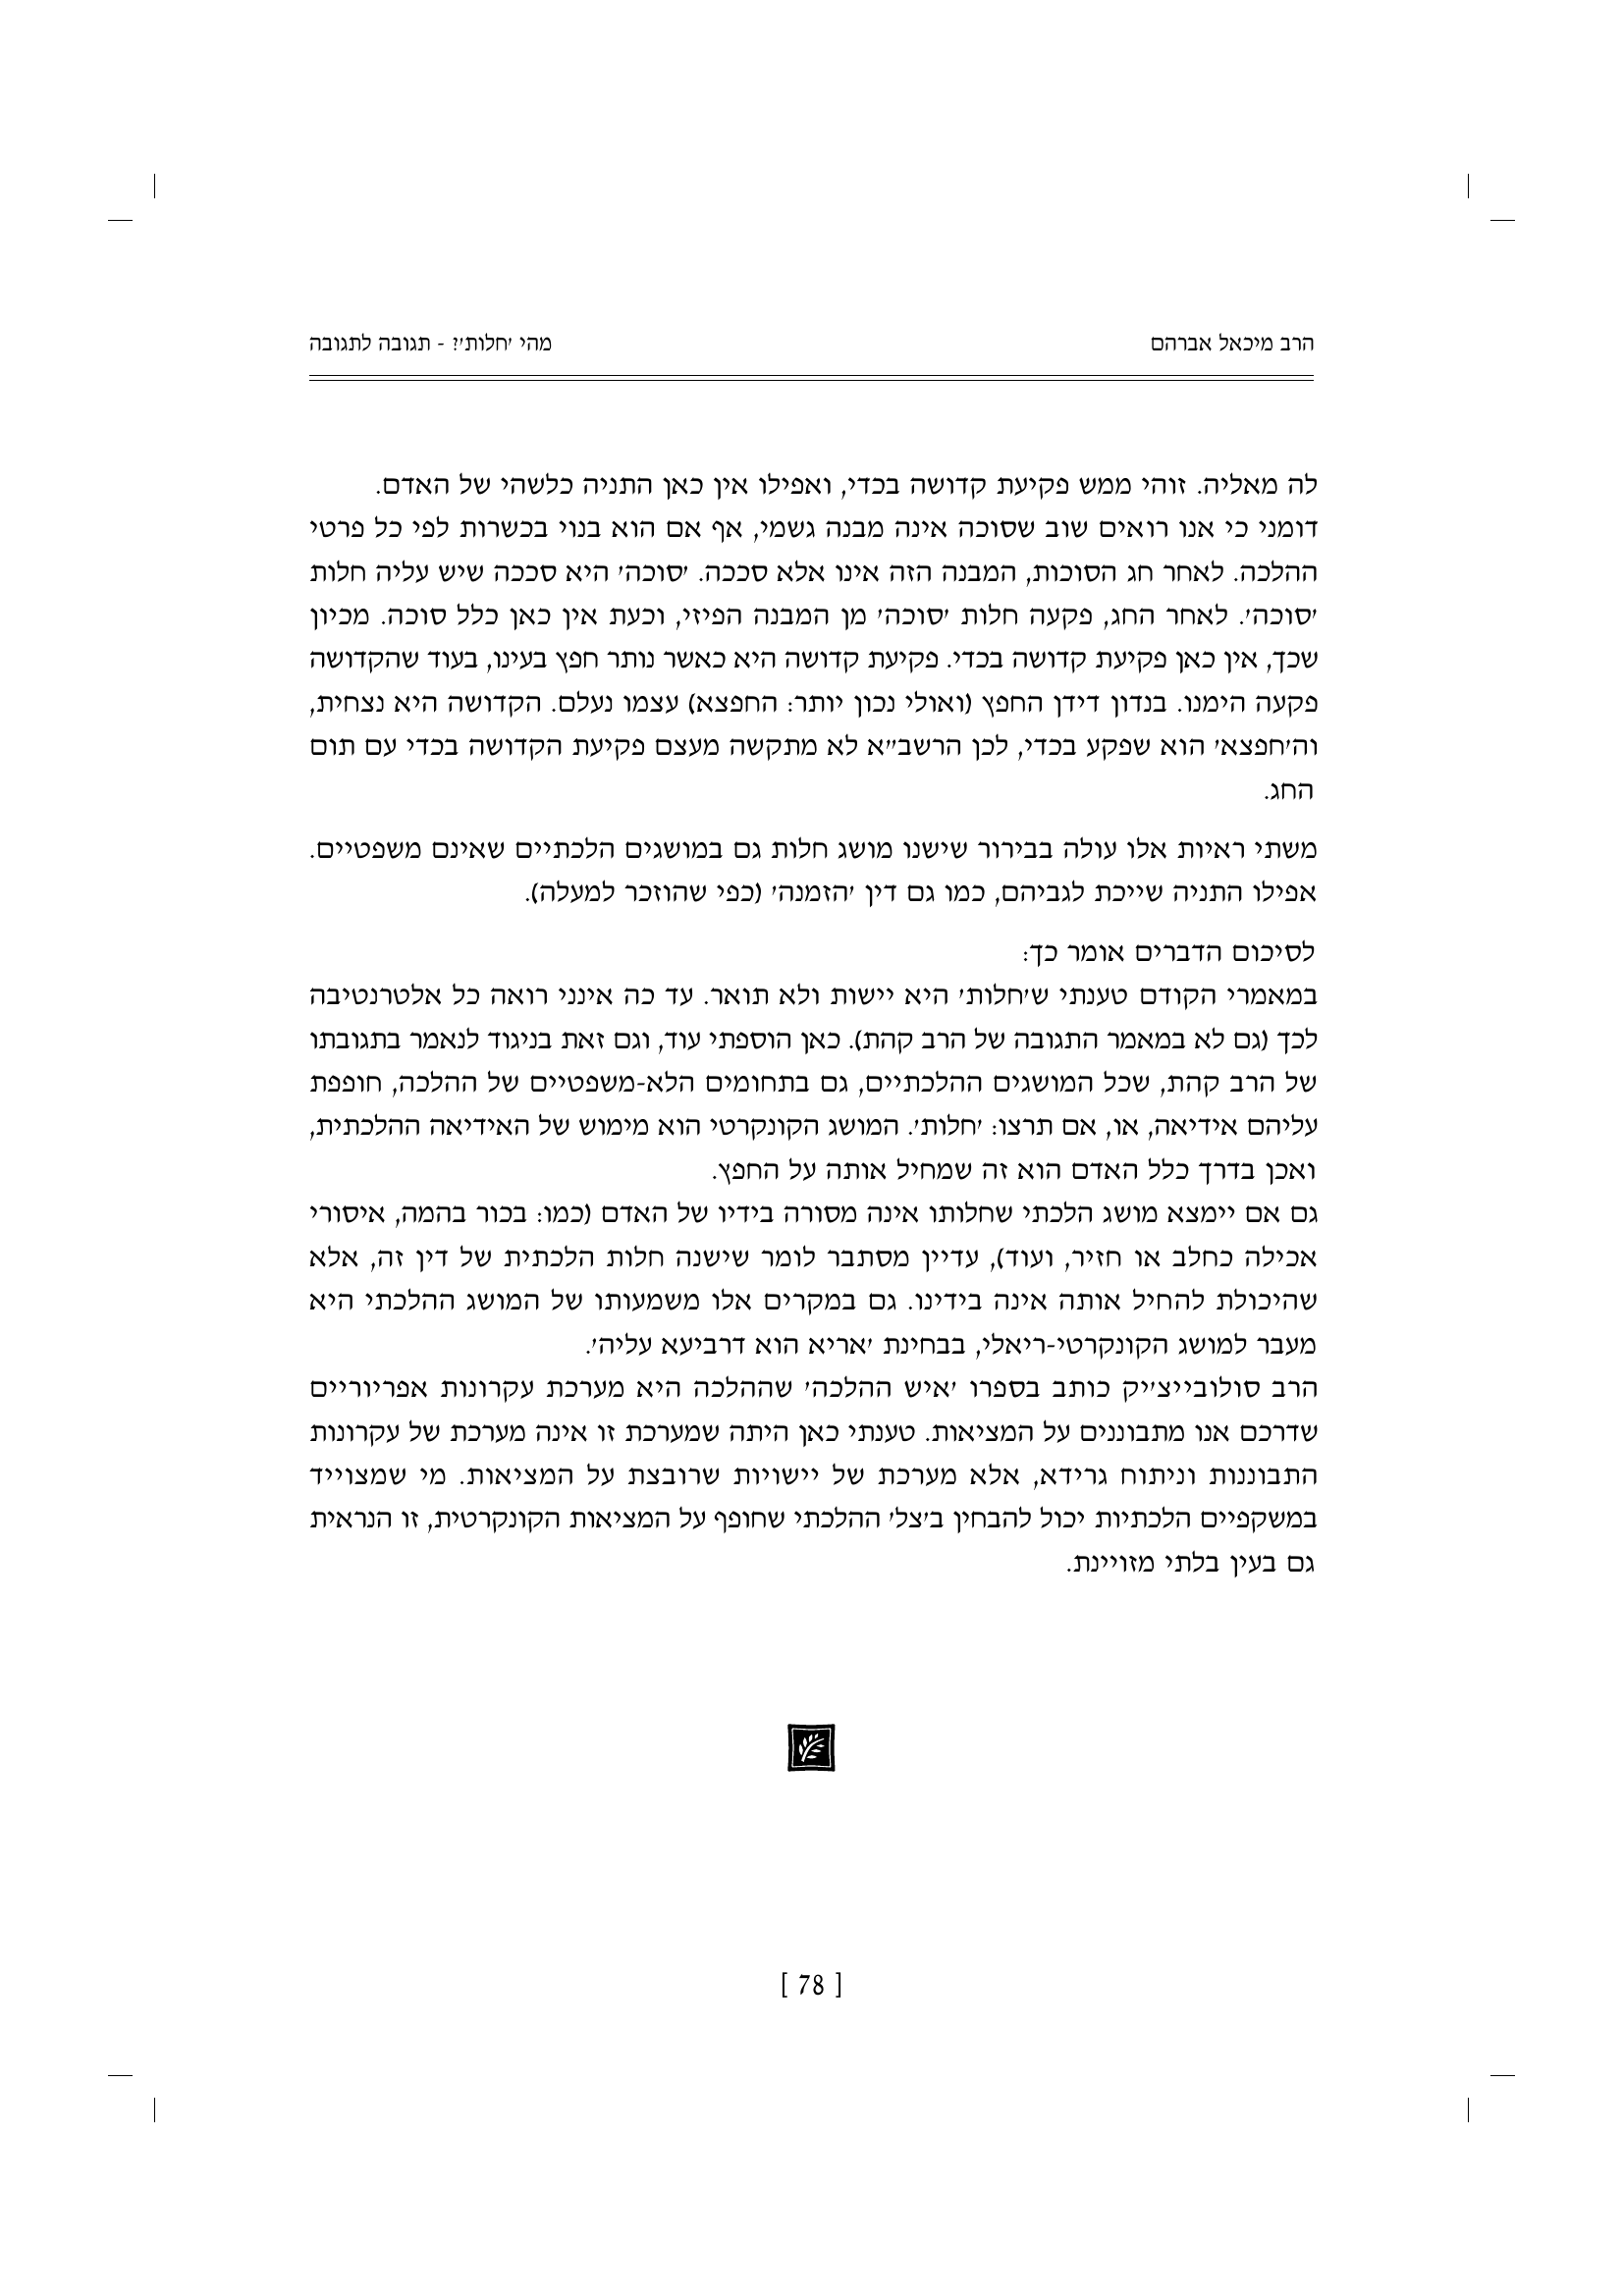 הרב מיכאל אברהם
מהי 'חלות'? - תגובה לתגובה
לה מאליה. זוהי ממש פקיעת קדושה בכדי, ואפילו אין כאן התניה כלשהי של האדם.
דומני כי אנו רואים שוב שסוכה אינה מבנה גשמי, אף אם הוא בנוי בכשרות לפי כל פרטי
ההלכה. לאחר חג הסוכות, המבנה הזה אינו אלא סככה. 'סוכה' היא סככה שיש עליה חלות
'סוכה'. לאחר החג, פקעה חלות 'סוכה' מן המבנה הפיזי, וכעת אין כאן כלל סוכה. מכיון
שכך, אין כאן פקיעת קדושה בכדי. פקיעת קדושה היא כאשר נותר חפץ בעינו, בעוד שהקדושה
פקעה הימנו. בנדון דידן החפץ (ואולי נכון יותר: החפצא) עצמו נעלם. הקדושה היא נצחית,
וה'חפצא' הוא שפקע בכדי, לכן הרשב"א לא מתקשה מעצם פקיעת הקדושה בכדי עם תום
החג.
משתי ראיות אלו עולה בבירור שישנו מושג חלות גם במושגים הלכתיים שאינם משפטיים.
אפילו התניה שייכת לגביהם, כמו גם דין 'הזמנה' (כפי שהוזכר למעלה).
לסיכום הדברים אומר כך:
במאמרי הקודם טענתי ש'חלות' היא יישות ולא תואר. עד כה אינני רואה כל אלטרנטיבה
לכך (גם לא במאמר התגובה של הרב קהת). כאן הוספתי עוד, וגם זאת בניגוד לנאמר בתגובתו
של הרב קהת, שכל המושגים ההלכתיים, גם בתחומים הלא-משפטיים של ההלכה, חופפת
עליהם אידיאה, או, אם תרצו: 'חלות'. המושג הקונקרטי הוא מימוש של האידיאה ההלכתית,
ואכן בדרך כלל האדם הוא זה שמחיל אותה על החפץ.
גם אם יימצא מושג הלכתי שחלותו אינה מסורה בידיו של האדם (כמו: בכור בהמה, איסורי
אכילה כחלב או חזיר, ועוד), עדיין מסתבר לומר שישנה חלות הלכתית של דין זה, אלא
שהיכולת להחיל אותה אינה בידינו. גם במקרים אלו משמעותו של המושג ההלכתי היא
מעבר למושג הקונקרטי-ריאלי, בבחינת 'אריא הוא דרביעא עליה'.
הרב סולובייצ'יק כותב בספרו 'איש ההלכה' שההלכה היא מערכת עקרונות אפריוריים
שדרכם אנו מתבוננים על המציאות. טענתי כאן היתה שמערכת זו אינה מערכת של עקרונות
התבוננות וניתוח גרידא, אלא מערכת של יישויות שרובצת על המציאות. מי שמצוייד
במשקפיים הלכתיות יכול להבחין ב'צל' ההלכתי שחופף על המציאות הקונקרטית, זו הנראית
גם בעין בלתי מזויינת.
[ 78 ]